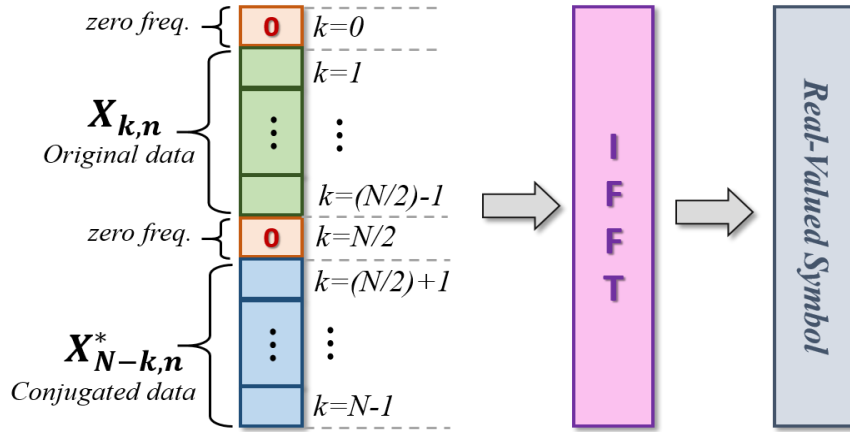 zero freq.
0
k=0
k=1
X_{k,n}
Original data
⋮
⋮
k=(N/2)-1
zero freq.
0
k=N/2
k=(N/2)+1
X^*_{N-k,n}
Conjugated data
⋮
⋮
k=N-1
I
F
F
T
Real-Valued Symbol